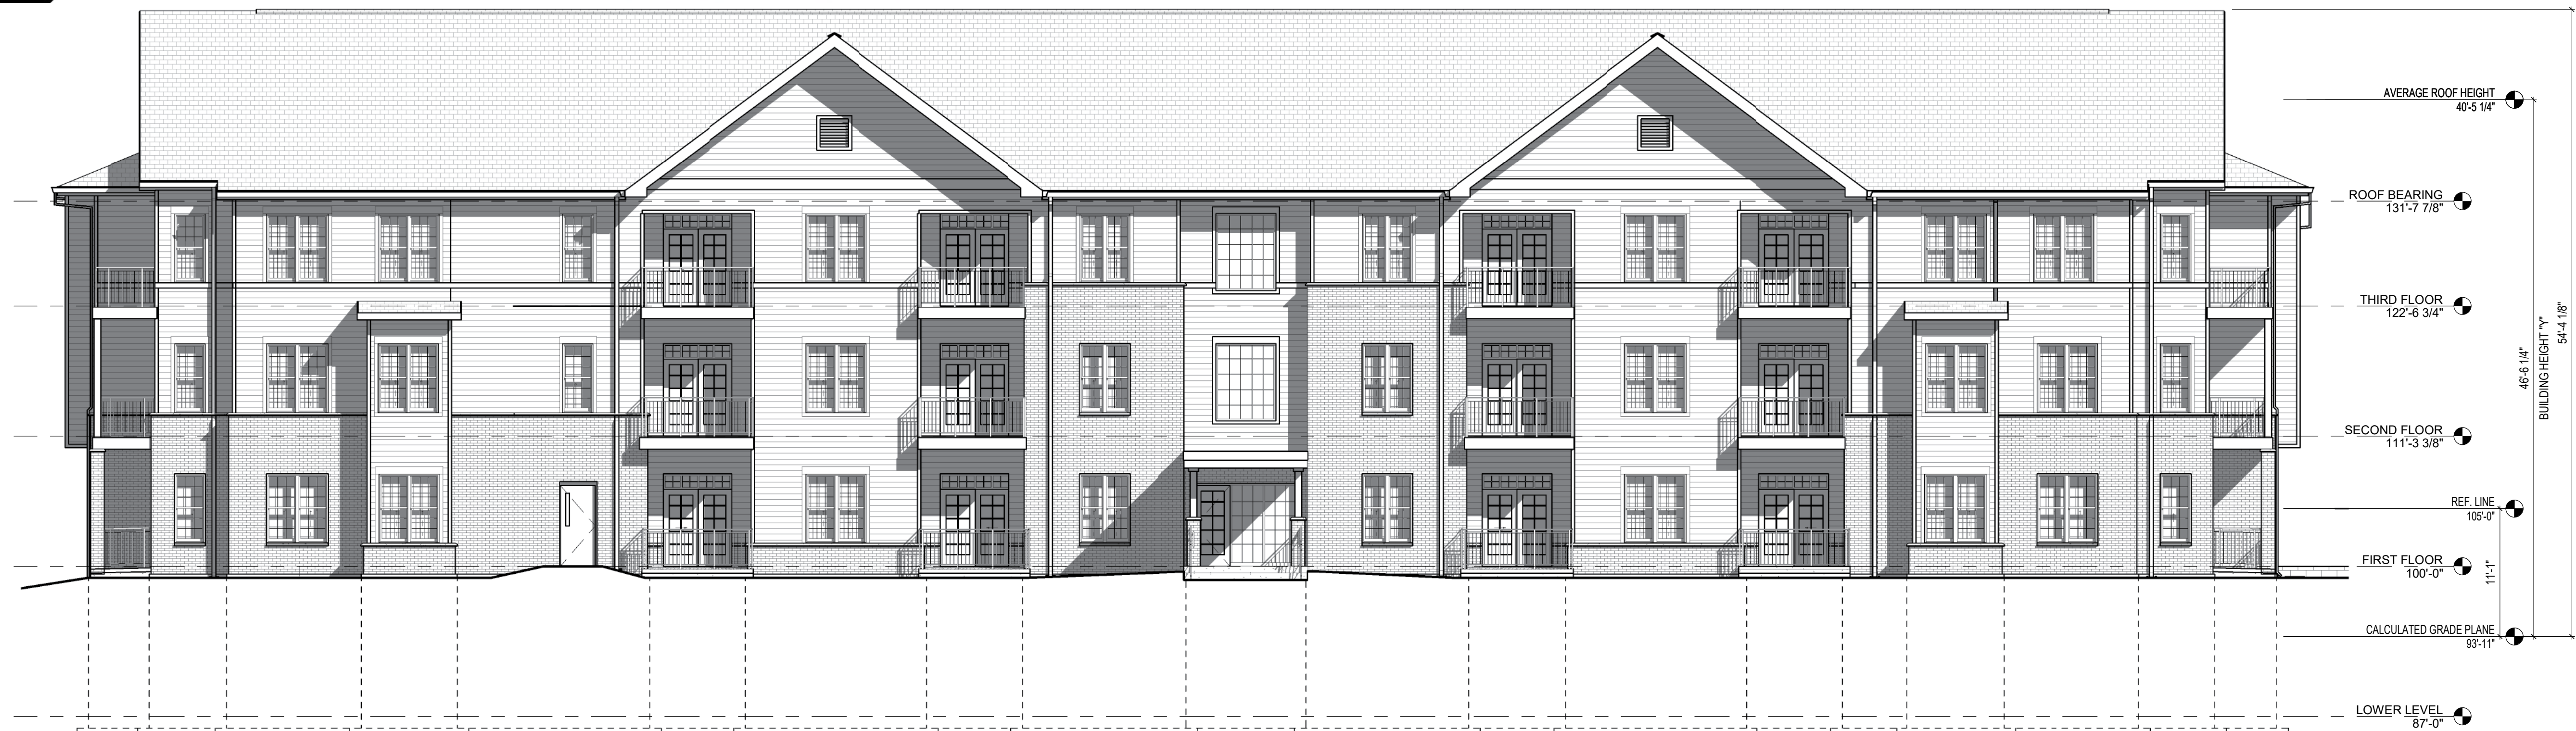 AVERAGE ROOF HEIGHT
40'-5 1/4"
ROOF BEARING
131'-7 7/8"
THIRD FLOOR
122'-6 3/4"
SECOND FLOOR
111'-3 3/8"
REF. LINE
105'-0"
FIRST FLOOR
100'-0"
CALCULATED GRADE PLANE
93'-11"
LOWER LEVEL
87'-0"
11'-1"
46'-6 1/4"
BUILDING HEIGHT "Y"
54'-4 1/8"